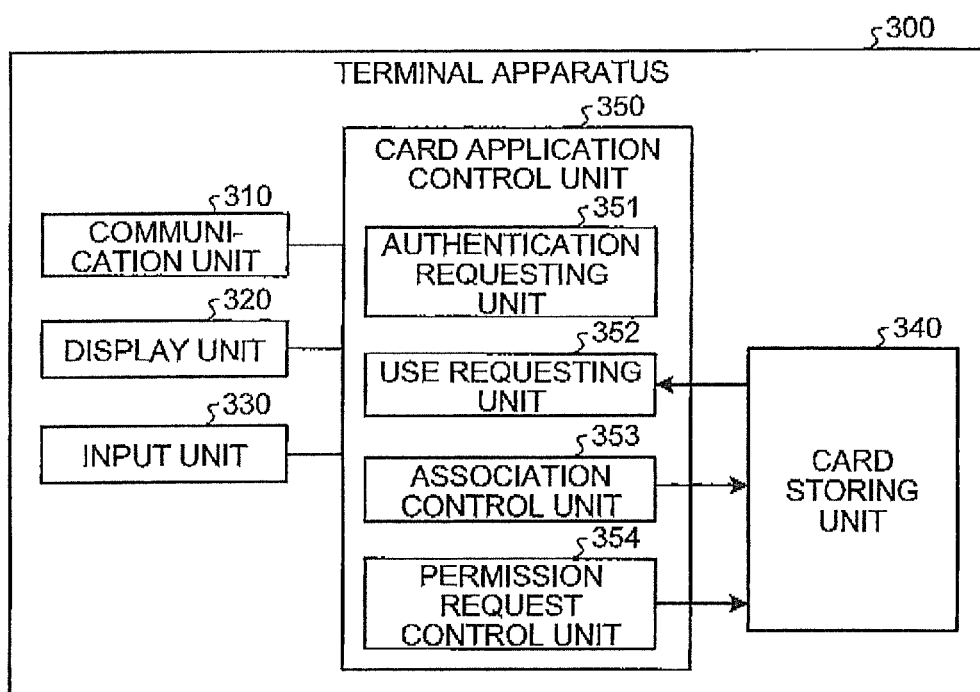 300
TERMINAL APPARATUS
350
CARD APPLICATION
CONTROL UNIT
310
COMMUNI-
CATION UNIT
320
DISPLAY UNIT
330
INPUT UNIT
351
AUTHENTICATION
REQUESTING
UNIT
352
USE REQUESTING
UNIT
353
ASSOCIATION
CONTROL UNIT
354
PERMISSION
REQUEST
CONTROL UNIT
340
CARD
STORING
UNIT